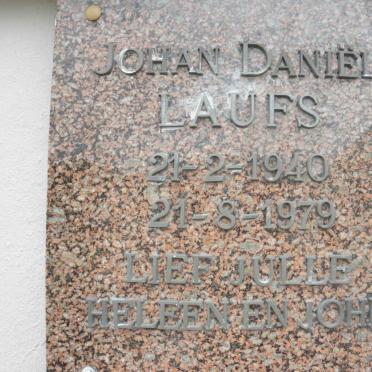 JOHAN DANIËL
LAUFS
21-2-1940
21-8-1979
LIEF JULLE
HELEEN EN